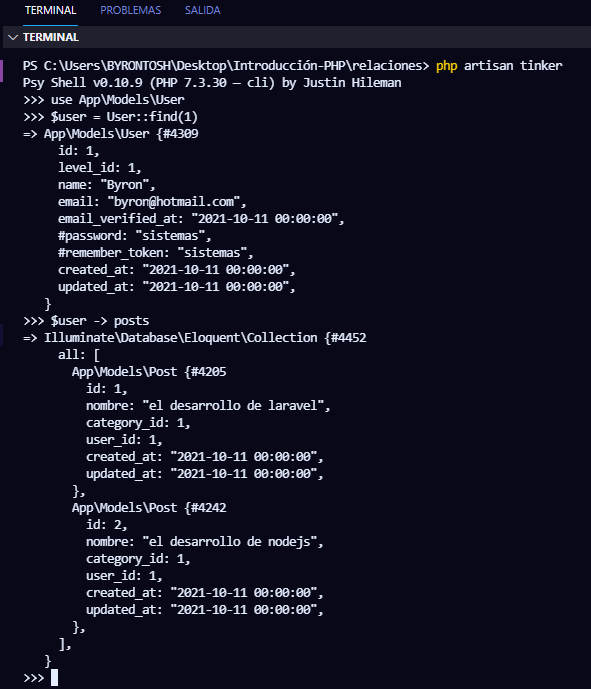 TERMINAL PROBLEMAS SALIDA
TERMINAL
PS C:\Users\BYRONTOSH\Desktop\Introducción-PHP\relaciones> php artisan tinker
Psy Shell v0.10.9 (PHP 7.3.30 — cli) by Justin Hileman
>>> use App\Models\User
>>> $user = User::find(1)
=> App\Models\User {#4309
id: 1,
level_id: 1,
name: "Byron",
email: "byron@hotmail.com",
email_verified_at: "2021-10-11 00:00:00",
#password: "sistemas",
#remember_token: "sistemas",
created_at: "2021-10-11 00:00:00",
updated_at: "2021-10-11 00:00:00",
}
>>> $user -> posts
=> Illuminate\Database\Eloquent\Collection {#4452
all: [
App\Models\Post {#4205
id: 1,
nombre: "el desarrollo de laravel",
category_id: 1,
user_id: 1,
created_at: "2021-10-11 00:00:00",
updated_at: "2021-10-11 00:00:00",
},
App\Models\Post {#4242
id: 2,
nombre: "el desarrollo de nodejs",
category_id: 1,
user_id: 1,
created_at: "2021-10-11 00:00:00",
updated_at: "2021-10-11 00:00:00",
},
],
}
>>>